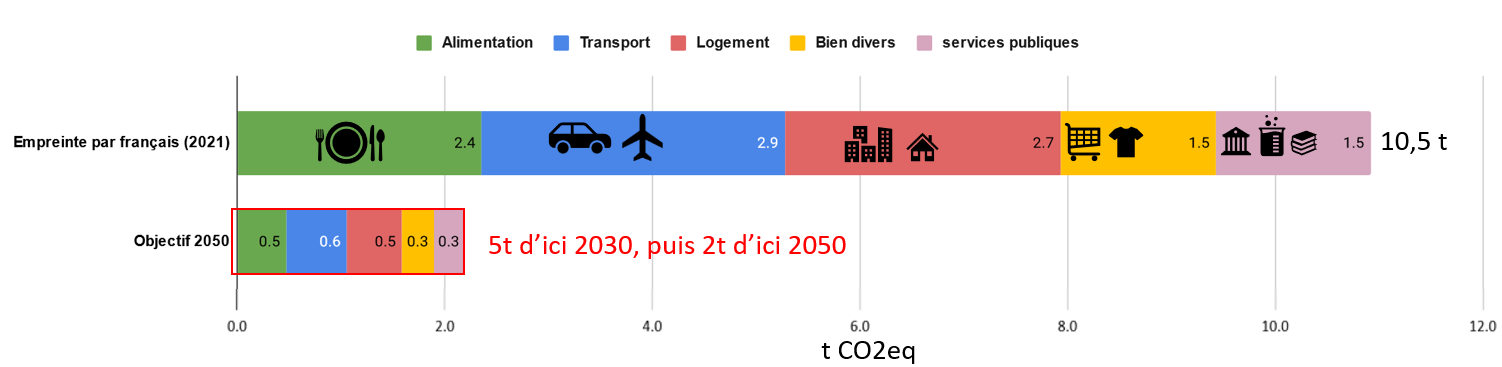 Alimentation Transport Logement Bien divers services publiques
Empreinte par français (2021) 2.4 2.9 2.7 1.5 1.5 10,5 t
Objectif 2050 0.5 0.6 0.5 0.3 0.3 5t d’ici 2030, puis 2t d’ici 2050
0.0 2.0 4.0 6.0 8.0 10.0 12.0
t CO2eq